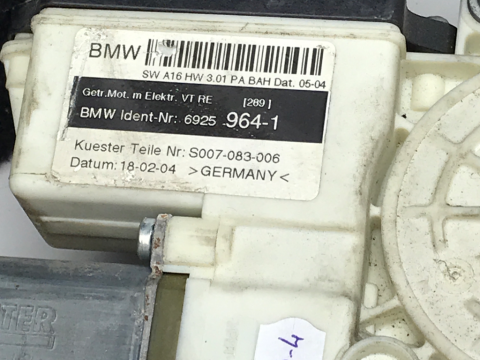 BMW
SW A16 HW 3.01 PA BAH Dat. 05-04
Getr.Mot. m Elektr. VT RE [289]
BMW Ident-Nr: 6925 964-1
Kuester Teile Nr: S007-083-006
Datum: 18-02-04 >GERMANY<
TER